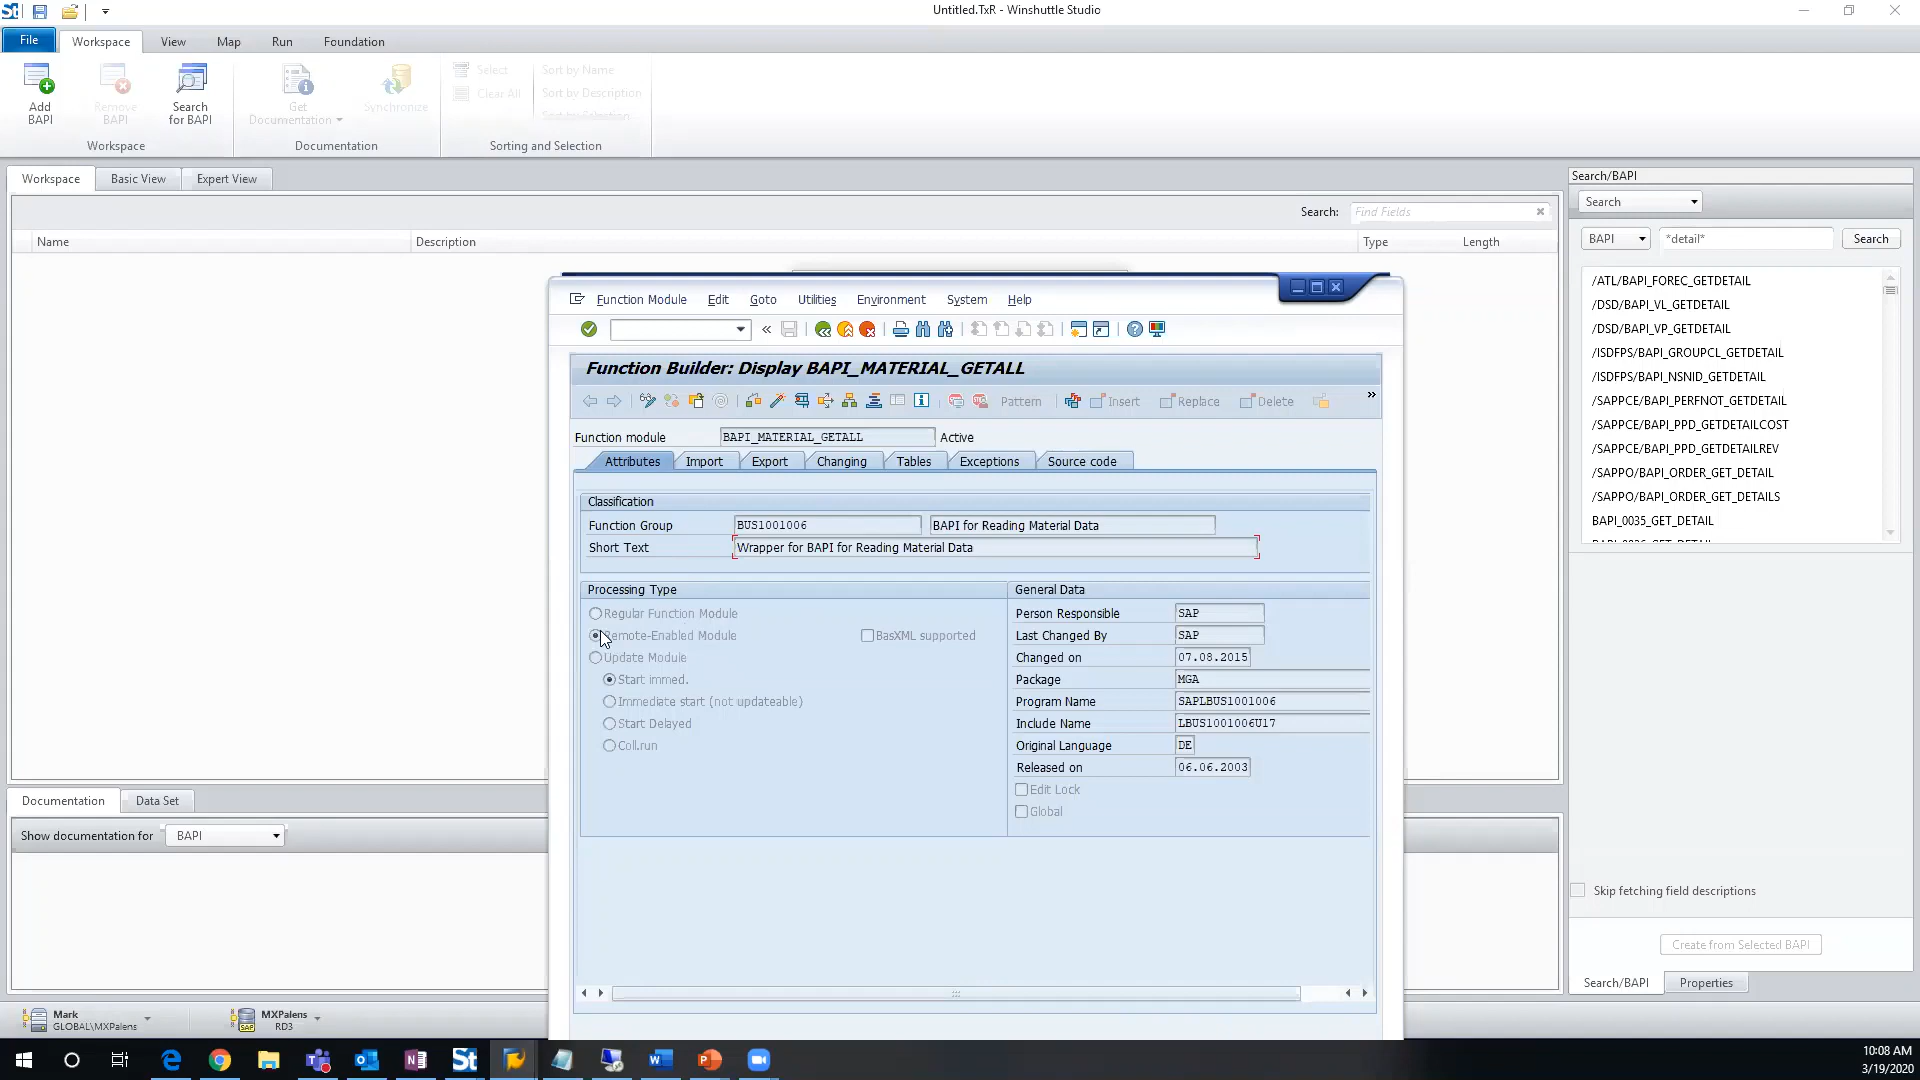 Untitled.TxR - Winshuttle Studio
File
Workspace
View
Map
Run
Foundation
Add
BAPI
Remove
BAPI
Search
for BAPI
Get
Documentation
Synchronize
Select
Clear All
Sort by Name
Sort by Description
Sort by Selection
Workspace
Documentation
Sorting and Selection
Workspace
Basic View
Expert View
Search:
Find Fields
Name
Description
Type
Length
Search/BAPI
Search
BAPI
*detail*
Search
/ATL/BAPI_FOREC_GETDETAIL
/DSD/BAPI_VL_GETDETAIL
/DSD/BAPI_VP_GETDETAIL
/ISDFPS/BAPI_GROUPCL_GETDETAIL
/ISDFPS/BAPI_NSNID_GETDETAIL
/SAPPCE/BAPI_PERFNOT_GETDETAIL
/SAPPCE/BAPI_PPD_GETDETAILCOST
/SAPPCE/BAPI_PPD_GETDETAILREV
/SAPPO/BAPI_ORDER_GET_DETAIL
/SAPPO/BAPI_ORDER_GET_DETAILS
BAPI_0035_GET_DETAIL
BAPI_0036_GET_DETAIL
Skip fetching field descriptions
Create from Selected BAPI
Search/BAPI
Properties
Function Module
Edit
Goto
Utilities
Environment
System
Help
Function Builder: Display BAPI_MATERIAL_GETALL
Pattern
Insert
Replace
Delete
Function module
BAPI_MATERIAL_GETALL
Active
Attributes
Import
Export
Changing
Tables
Exceptions
Source code
Classification
Function Group
BUS1001006
BAPI for Reading Material Data
Short Text
Wrapper for BAPI for Reading Material Data
Processing Type
Regular Function Module
Remote-Enabled Module
BasXML supported
Update Module
Start immed.
Immediate start (not updateable)
Start Delayed
Coll.run
General Data
Person Responsible
SAP
Last Changed By
SAP
Changed on
07.08.2015
Package
MGA
Program Name
SAPLBUS1001006
Include Name
LBUS1001006U17
Original Language
DE
Released on
06.06.2003
Edit Lock
Global
Documentation
Data Set
Show documentation for
BAPI
Mark
GLOBAL\MXPalens
MXPalens
RD3
10:08 AM
3/19/2020